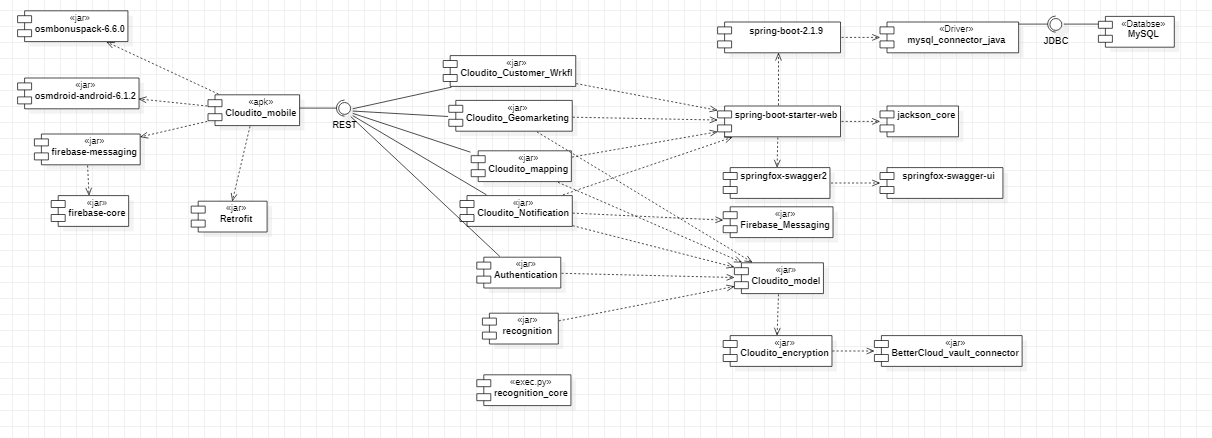 «jar»
osmbonuspack-6.6.0
«jar»
osmdroid-android-6.1.2
«jar»
firebase-messaging
«jar»
firebase-core
«apk»
Cloudito_mobile
«jar»
Retrofit
REST
«jar»
Cloudito_Customer_Wrkfl
«jar»
Cloudito_Geomarketing
«jar»
Cloudito_mapping
«jar»
Cloudito_Notification
«jar»
Authentication
«jar»
recognition
«exec.py»
recognition_core
spring-boot-2.1.9
«Driver»
mysql_connector_java
JDBC
«Databse»
MySQL
spring-boot-starter-web
jackson_core
springfox-swagger2
springfox-swagger-ui
«jar»
Firebase_Messaging
«jar»
Cloudito_model
«jar»
Cloudito_encryption
«jar»
BetterCloud_vault_connector